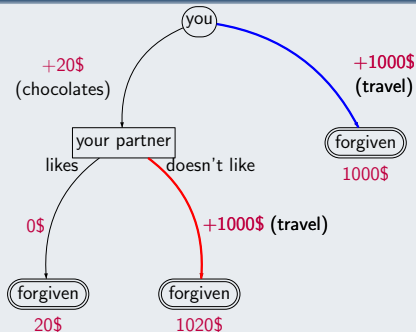 you
+20$
(chocolates)
+1000$
(travel)
your partner
forgiven
1000$
likes
doesn't like
0$
+1000$ (travel)
forgiven
forgiven
20$
1020$